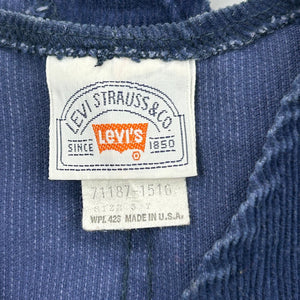 LEVI STRAUSS & CO
Levi's
SINCE 1850
71187-1516
WPL 423 MADE IN U.S.A.